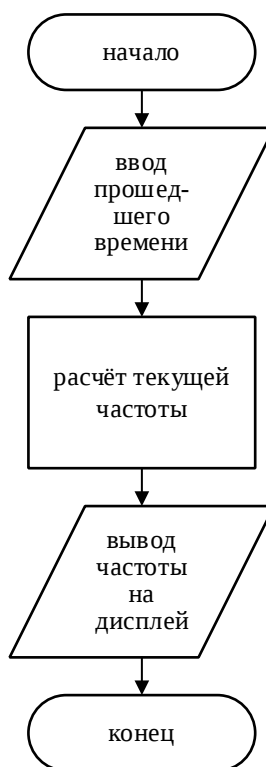 начало
ввод
прошед-
шего
времени
расчёт текущей
частоты
вывод
частоты
на
дисплей
конец